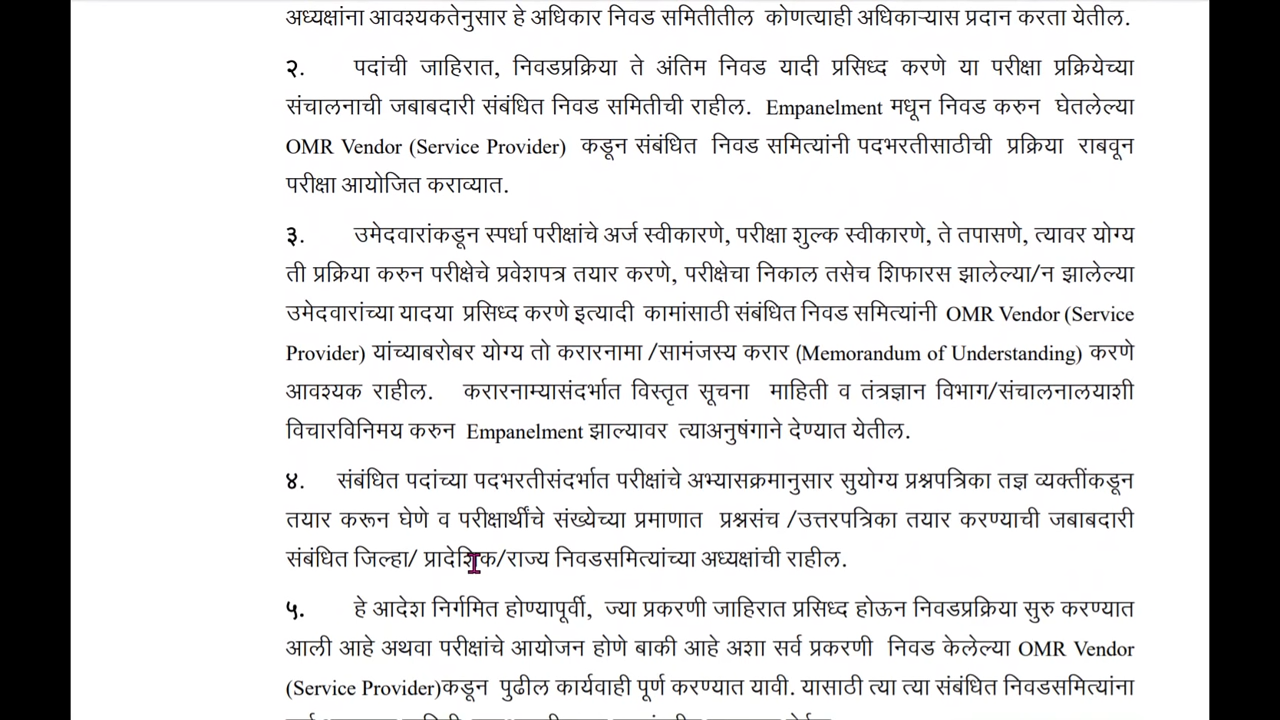 अध्यक्षांना आवश्यकतेनुसार हे अधिकार निवड समितीतील कोणत्याही अधिकाऱ्यास प्रदान करता येतील.
२. पदांची जाहिरात, निवडप्रक्रिया ते अंतिम निवड यादी प्रसिध्द करणे या परीक्षा प्रक्रियेच्या
संचालनाची जबाबदारी संबंधित निवड समितीची राहील. Empanelment मधून निवड करुन घेतलेल्या
OMR Vendor (Service Provider) कडून संबंधित निवड समित्यांनी पदभरतीसाठीची प्रक्रिया राबवून
परीक्षा आयोजित कराव्यात.
३. उमेदवारांकडून स्पर्धा परीक्षांचे अर्ज स्वीकारणे, परीक्षा शुल्क स्वीकारणे, ते तपासणे, त्यावर योग्य
ती प्रक्रिया करुन परीक्षेचे प्रवेशपत्र तयार करणे, परीक्षेचा निकाल तसेच शिफारस झालेल्या/न झालेल्या
उमेदवारांच्या यादया प्रसिध्द करणे इत्यादी कामांसाठी संबंधित निवड समित्यांनी OMR Vendor (Service
Provider) यांच्याबरोबर योग्य तो करारनामा /सामंजस्य करार (Memorandum of Understanding) करणे
आवश्यक राहील. करारनाम्यासंदर्भात विस्तृत सूचना माहिती व तंत्रज्ञान विभाग/संचालनालयाशी
विचारविनिमय करुन Empanelment झाल्यावर त्याअनुषंगाने देण्यात येतील.
४. संबंधित पदांच्या पदभरतीसंदर्भात परीक्षांचे अभ्यासक्रमानुसार सुयोग्य प्रश्नपत्रिका तज्ञ व्यक्तींकडून
तयार करून घेणे व परीक्षार्थींचे संख्येच्या प्रमाणात प्रश्नसंच /उत्तरपत्रिका तयार करण्याची जबाबदारी
संबंधित जिल्हा/ प्रादेशिक/राज्य निवडसमित्यांच्या अध्यक्षांची राहील.
५. हे आदेश निर्गमित होण्यापूर्वी, ज्या प्रकरणी जाहिरात प्रसिध्द होऊन निवडप्रक्रिया सुरु करण्यात
आली आहे अथवा परीक्षांचे आयोजन होणे बाकी आहे अशा सर्व प्रकरणी निवड केलेल्या OMR Vendor
(Service Provider)कडून पुढील कार्यवाही पूर्ण करण्यात यावी. यासाठी त्या त्या संबंधित निवडसमित्यांना